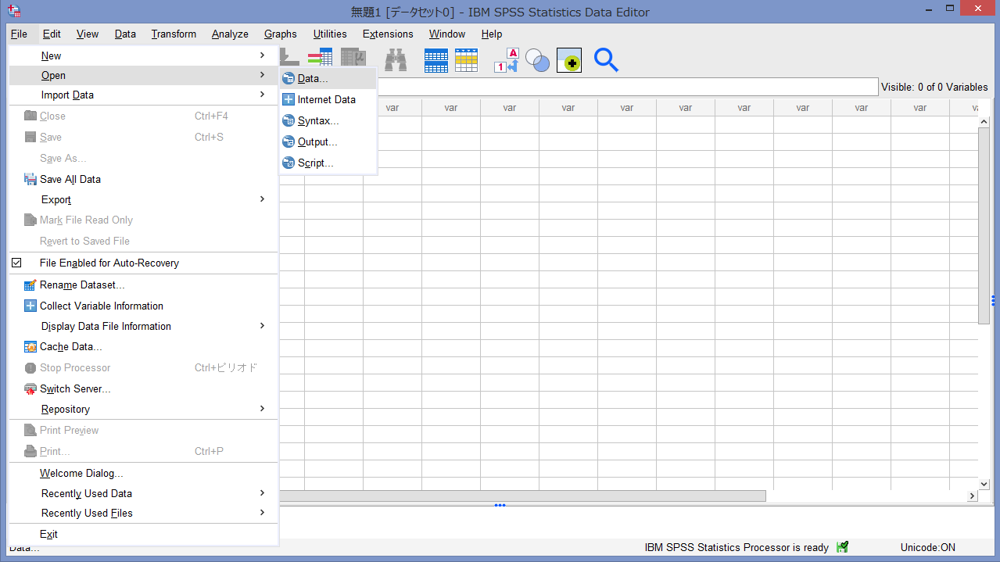 無題1 [データセット0] - IBM SPSS Statistics Data Editor
File Edit View Data Transform Analyze Graphs Utilities Extensions Window Help
New
Open
Import Data
Close Ctrl+F4
Save Ctrl+S
Save As...
Save All Data
Export
Mark File Read Only
Revert to Saved File
File Enabled for Auto-Recovery
Rename Dataset...
Collect Variable Information
Display Data File Information
Cache Data...
Stop Processor Ctrl+ピリオド
Switch Server...
Repository
Print Preview
Print... Ctrl+P
Welcome Dialog...
Recently Used Data
Recently Used Files
Exit
Data...
Internet Data
Syntax...
Output...
Script...
A
1
Visible: 0 of 0 Variables
var var var var var var var var var var
Data...
IBM SPSS Statistics Processor is ready
Unicode:ON